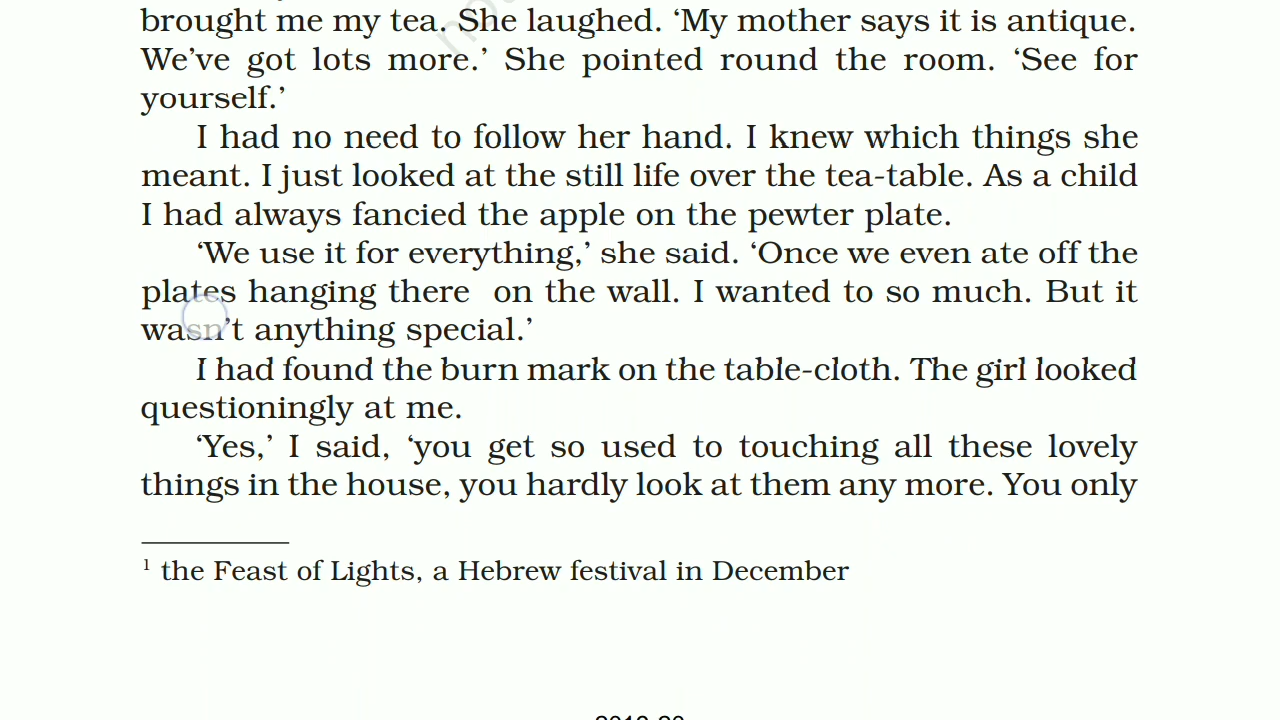 brought me my tea. She laughed. ‘My mother says it is antique.
We’ve got lots more.’ She pointed round the room. ‘See for
yourself.’
I had no need to follow her hand. I knew which things she
meant. I just looked at the still life over the tea-table. As a child
I had always fancied the apple on the pewter plate.
‘We use it for everything,’ she said. ‘Once we even ate off the
plates hanging there on the wall. I wanted to so much. But it
wasn’t anything special.’
I had found the burn mark on the table-cloth. The girl looked
questioningly at me.
‘Yes,’ I said, ‘you get so used to touching all these lovely
things in the house, you hardly look at them any more. You only
1 the Feast of Lights, a Hebrew festival in December